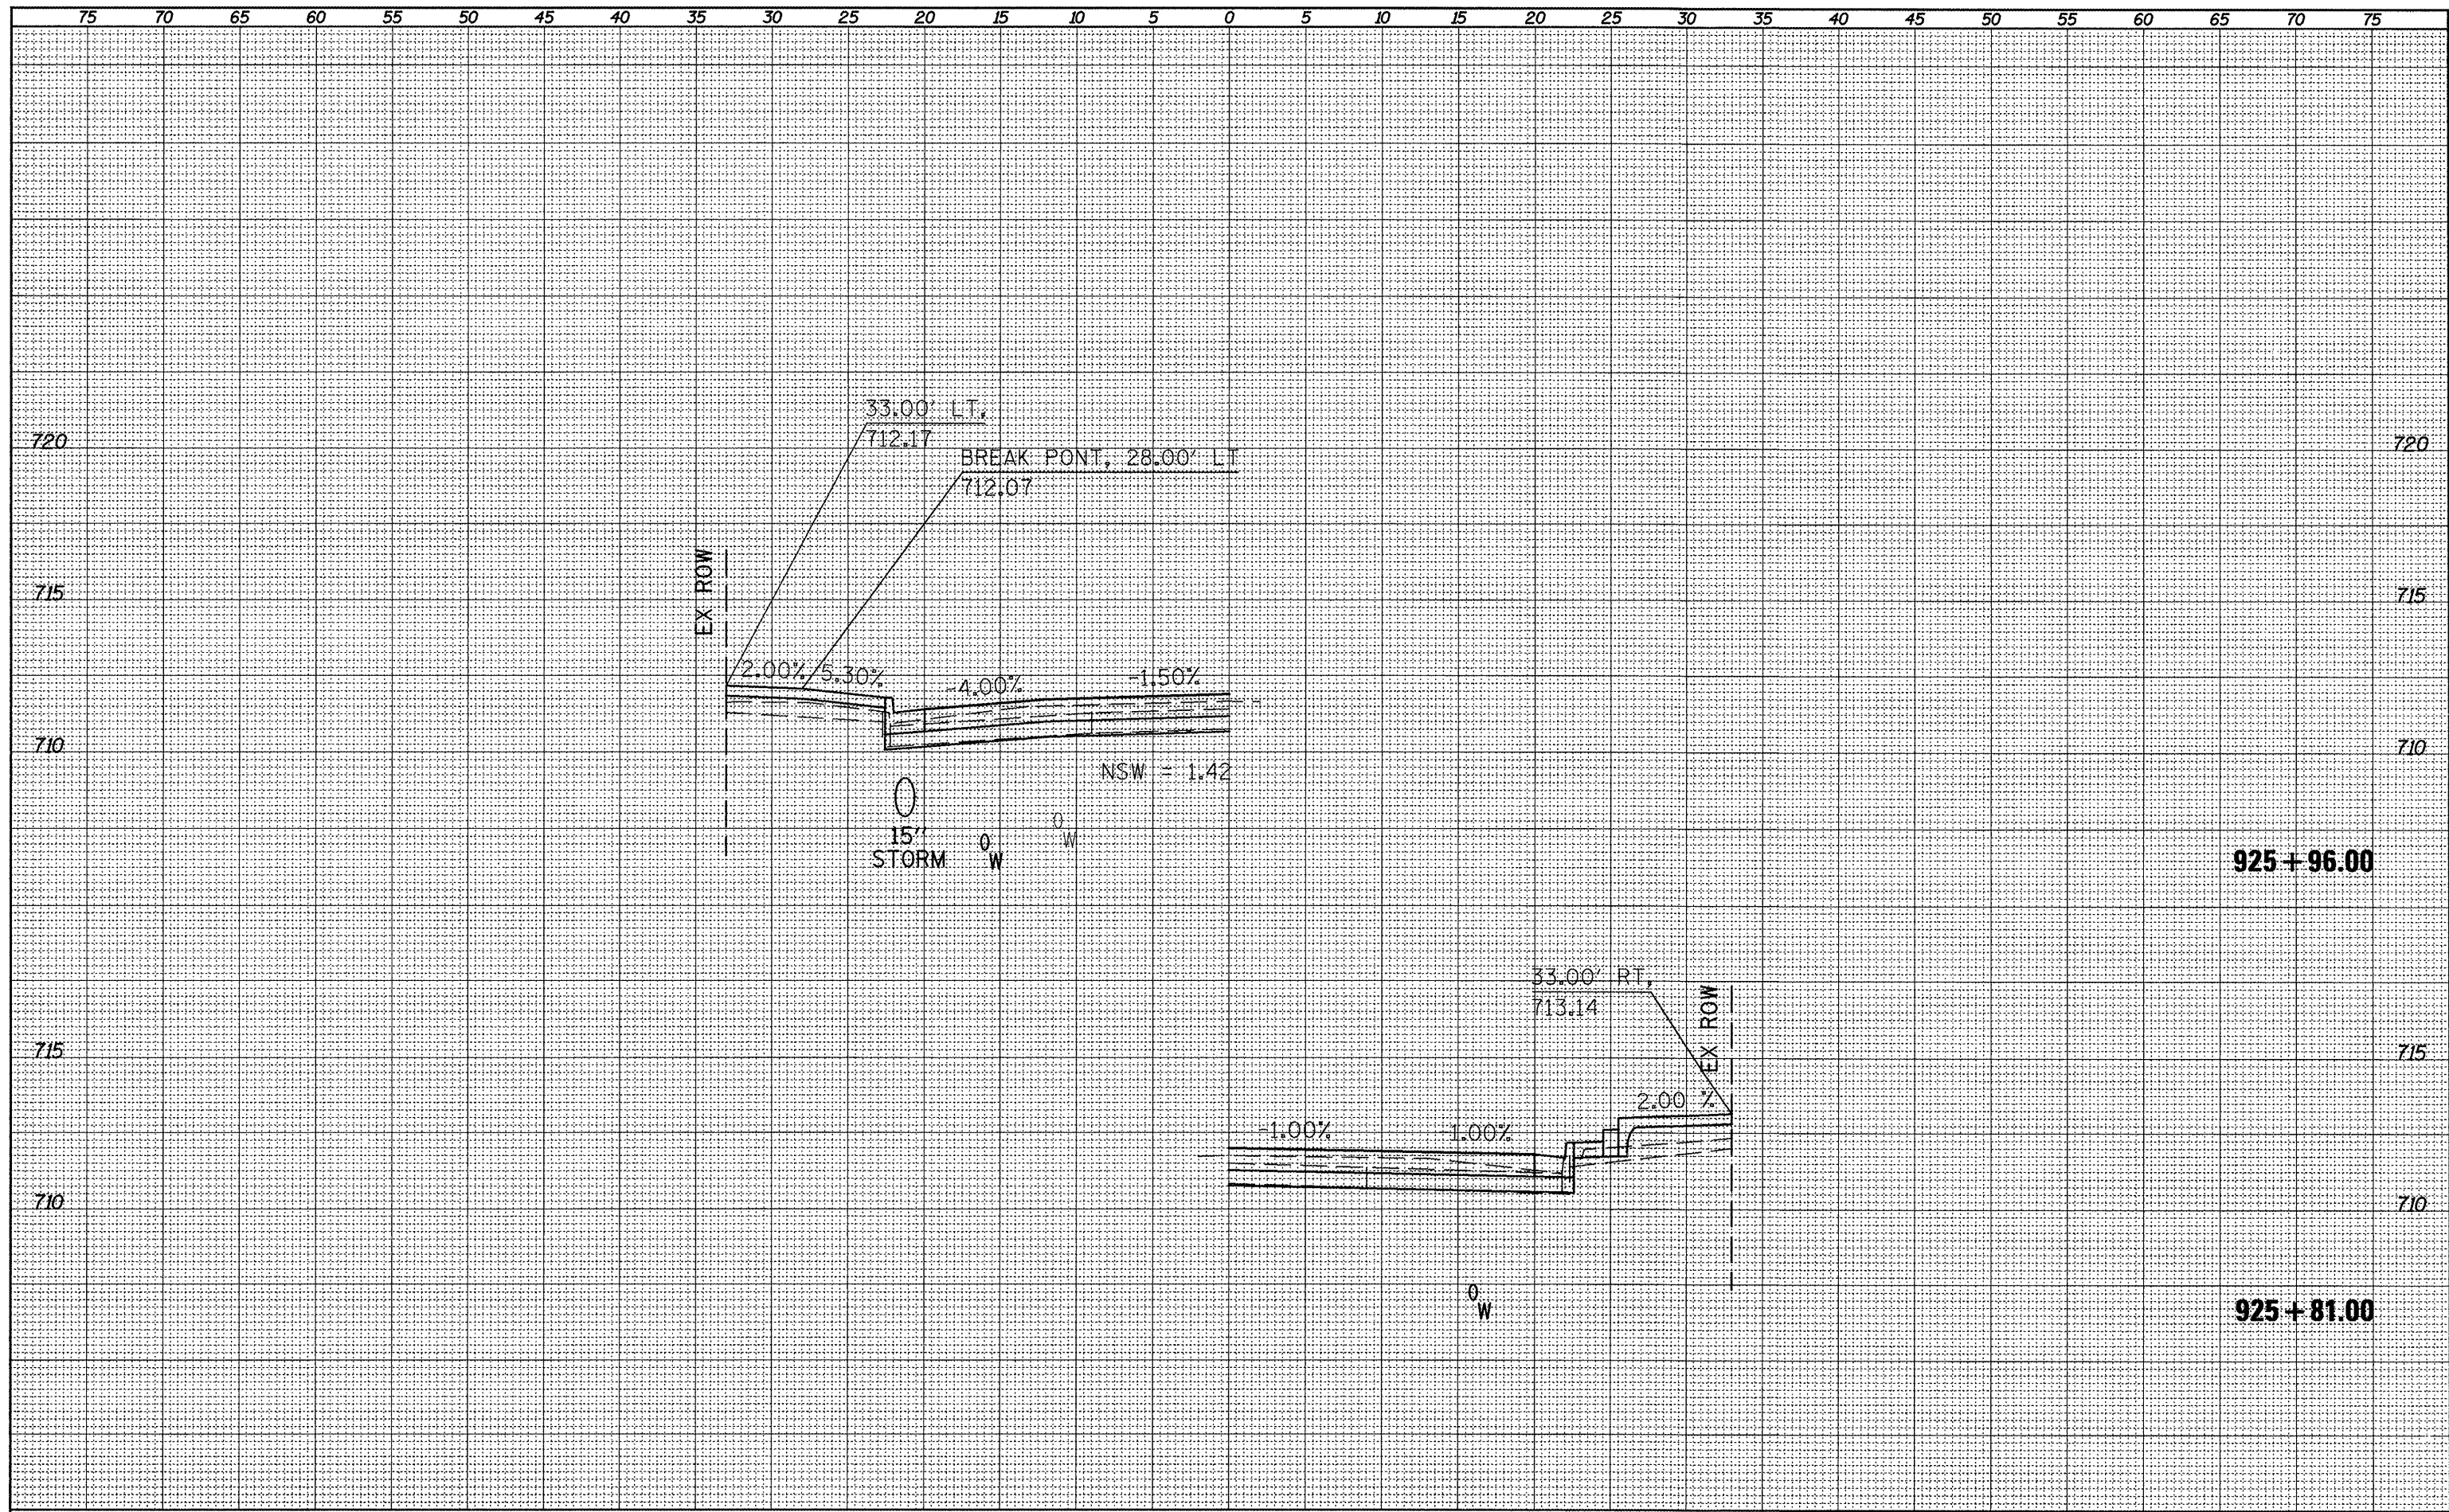 75 70 65 60 55 50 45 40 35 30 25 20 15 10 5 0 5 10 15 20 25 30 35 40 45 50 55 60 65 70 75
33.00' LT,
712.17
720 720
BREAK PONT, 28.00' LT
712.07
EX ROW
715 715
2.00% 5.30% -4.00% -1.50%
710 710
NSW = 1.42
15"
STORM
0 W
0 W
925+96.00
33.00' RT,
713.14
EX ROW
715 715
2.00 %
-1.00% -1.00%
710 710
0 W
925+81.00